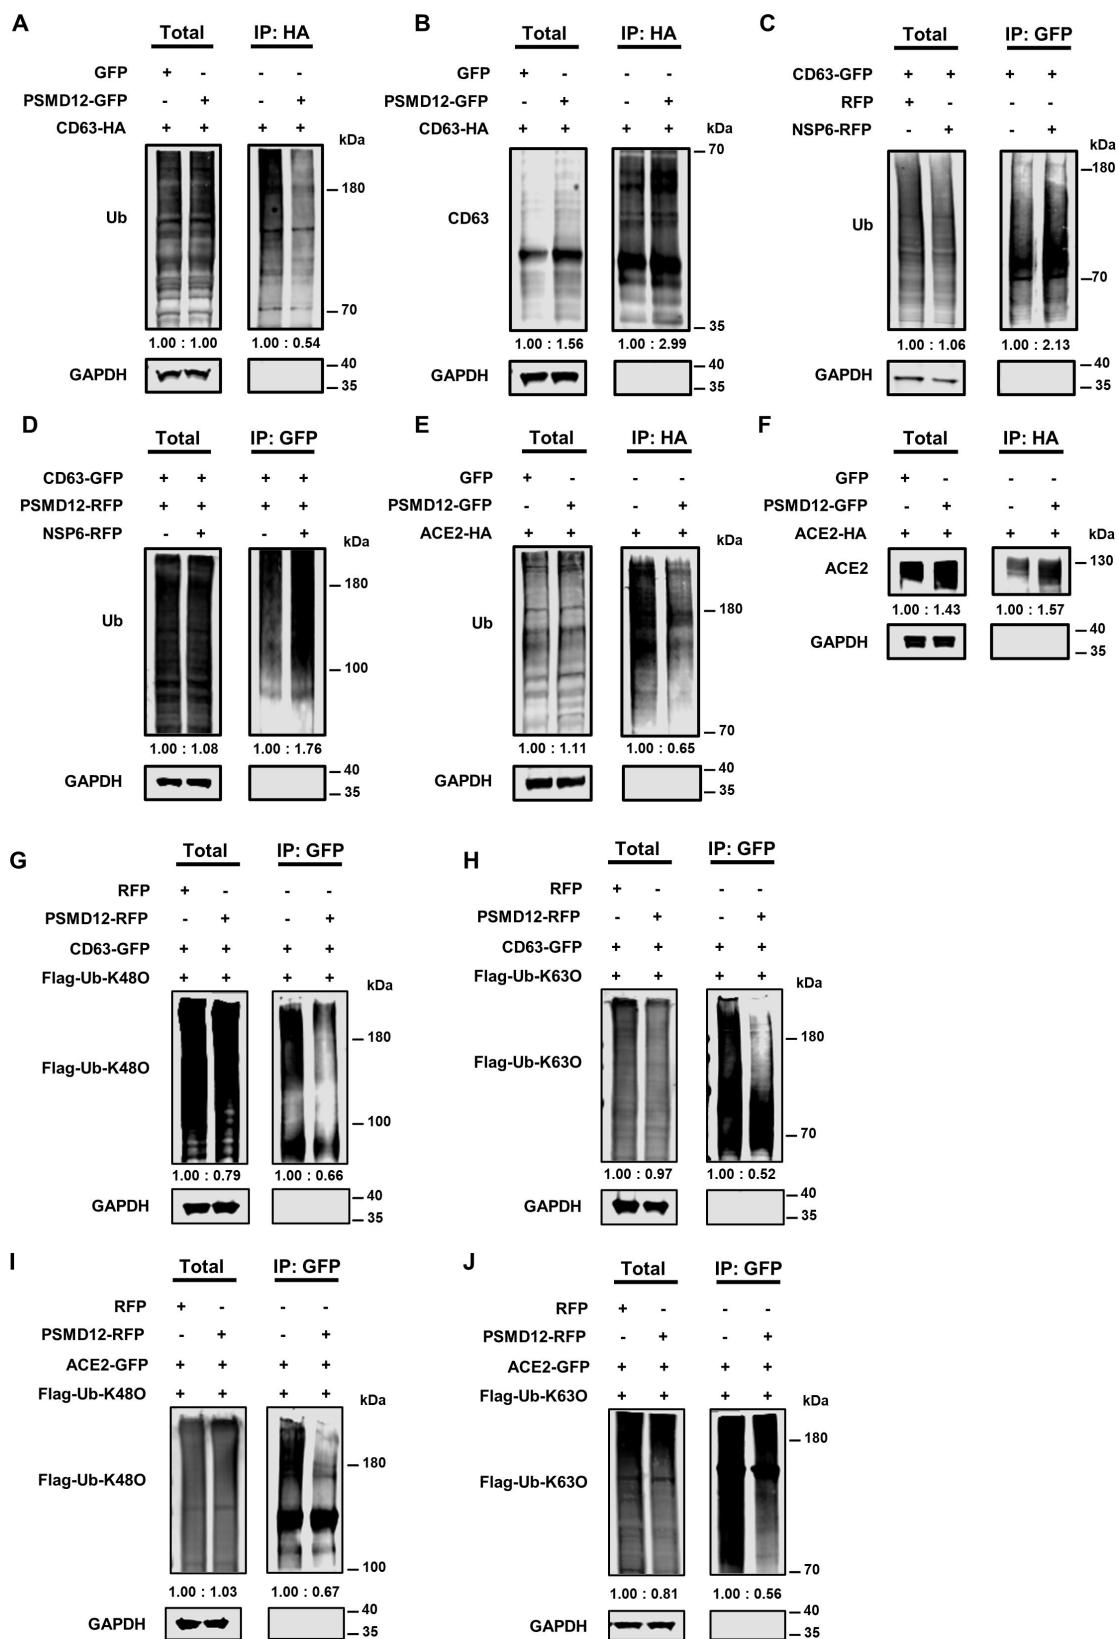 A
Total IP: HA
GFP + - - -
PSMD12-GFP - + - +
CD63-HA + + + +
kDa
Ub
180
70
1.00 : 1.00 1.00 : 0.54
GAPDH
40
35
B
Total IP: HA
GFP + - - -
PSMD12-GFP - + - +
CD63-HA + + + +
kDa
70
CD63
35
1.00 : 1.56 1.00 : 2.99
GAPDH
40
35
C
Total IP: GFP
CD63-GFP + + + +
RFP + - - -
NSP6-RFP - + - +
kDa
180
Ub
70
1.00 : 1.06 1.00 : 2.13
GAPDH
40
35
D
Total IP: GFP
CD63-GFP + + + +
PSMD12-RFP + + + +
NSP6-RFP - + - +
kDa
180
Ub
100
1.00 : 1.08 1.00 : 1.76
GAPDH
40
35
E
Total IP: HA
GFP + - - -
PSMD12-GFP - + - +
ACE2-HA + + + +
kDa
180
Ub
70
1.00 : 1.11 1.00 : 0.65
GAPDH
40
35
F
Total IP: HA
GFP + - - -
PSMD12-GFP - + - +
ACE2-HA + + + +
kDa
ACE2
130
1.00 : 1.43 1.00 : 1.57
GAPDH
40
35
G
Total IP: GFP
RFP + - - -
PSMD12-RFP - + - +
CD63-GFP + + + +
Flag-Ub-K48O + + + +
kDa
180
Flag-Ub-K48O
100
1.00 : 0.79 1.00 : 0.66
GAPDH
40
35
H
Total IP: GFP
RFP + - - -
PSMD12-RFP - + - +
CD63-GFP + + + +
Flag-Ub-K63O + + + +
kDa
180
Flag-Ub-K63O
70
1.00 : 0.97 1.00 : 0.52
GAPDH
40
35
I
Total IP: GFP
RFP + - - -
PSMD12-RFP - + - +
ACE2-GFP + + + +
Flag-Ub-K48O + + + +
kDa
180
Flag-Ub-K48O
100
1.00 : 1.03 1.00 : 0.67
GAPDH
40
35
J
Total IP: GFP
RFP + - - -
PSMD12-RFP - + - +
ACE2-GFP + + + +
Flag-Ub-K63O + + + +
kDa
180
Flag-Ub-K63O
70
1.00 : 0.81 1.00 : 0.56
GAPDH
40
35